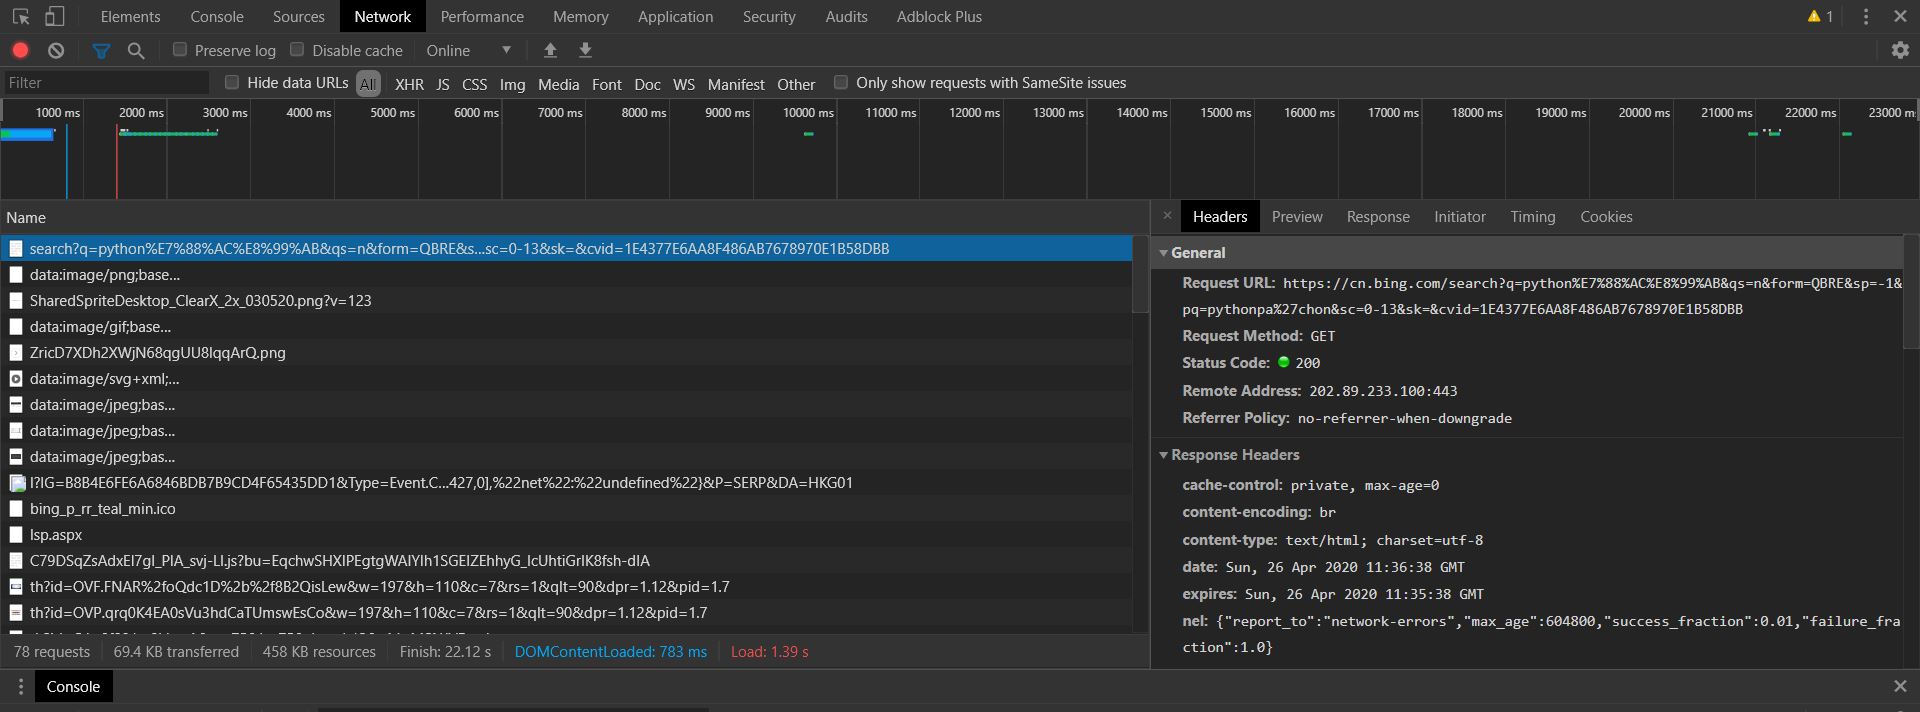 Elements Console Sources Network Performance Memory Application Security Audits Adblock Plus 1
Preserve log Disable cache Online
Filter Hide data URLs All XHR JS CSS Img Media Font Doc WS Manifest Other Only show requests with SameSite issues
1000 ms 2000 ms 3000 ms 4000 ms 5000 ms 6000 ms 7000 ms 8000 ms 9000 ms 10000 ms 11000 ms 12000 ms 13000 ms 14000 ms 15000 ms 16000 ms 17000 ms 18000 ms 19000 ms 20000 ms 21000 ms 22000 ms 23000 m
Name
search?q=python%E7%88%AC%E8%99%AB&qs=n&form=QBRE&s...sc=0-13&sk=&cvid=1E4377E6AA8F486AB7678970E1B58DBB
data:image/png;base...
SharedSpriteDesktop_ClearX_2x_030520.png?v=123
data:image/gif;base...
ZricD7XDh2XWjN68qgUU8IqqArQ.png
data:image/svg+xml;...
data:image/jpeg;bas...
data:image/jpeg;bas...
data:image/jpeg;bas...
l?IG=B8B4E6FE6A6846BDB7B9CD4F65435DD1&Type=Event.C...427,0],%22net%22:%22undefined%22}&P=SERP&DA=HKG01
bing_p_rr_teal_min.ico
lsp.aspx
C79DSqZsAdxEl7gl_PlA_svj-LI.js?bu=EqchwSHXIPEgtgWAIYIh1SGEIZEhhyG_IcUhtiGrIK8fsh-dIA
th?id=OVF.FNAR%2foQdc1D%2b%2f8B2QisLew&w=197&h=110&c=7&rs=1&qlt=90&dpr=1.12&pid=1.7
th?id=OVP.qrq0K4EA0sVu3hdCaTUmswEsCo&w=197&h=110&c=7&rs=1&qlt=90&dpr=1.12&pid=1.7
78 requests 69.4 KB transferred 458 KB resources Finish: 22.12 s DOMContentLoaded: 783 ms Load: 1.39 s
Headers Preview Response Initiator Timing Cookies
General
Request URL: https://cn.bing.com/search?q=python%E7%88%AC%E8%99%AB&qs=n&form=QBRE&sp=-1&
pq=pythonpa%27chon&sc=0-13&sk=&cvid=1E4377E6AA8F486AB7678970E1B58DBB
Request Method: GET
Status Code: 200
Remote Address: 202.89.233.100:443
Referrer Policy: no-referrer-when-downgrade
Response Headers
cache-control: private, max-age=0
content-encoding: br
content-type: text/html; charset=utf-8
date: Sun, 26 Apr 2020 11:36:38 GMT
expires: Sun, 26 Apr 2020 11:35:38 GMT
nel: {"report_to":"network-errors","max_age":604800,"success_fraction":0.01,"failure_fra
ction":1.0}
Console